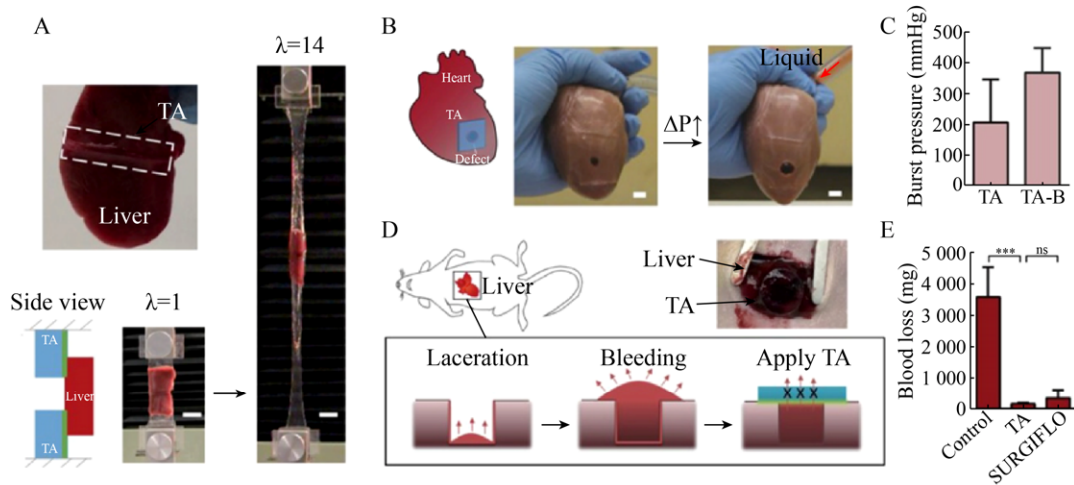 A
TA
Liver
Side view
TA
Liver
TA
λ=1
λ=14
B
Heart
TA
Defect
ΔP↑
Liquid
C
Burst pressure (mmHg)
500
400
300
200
100
0
TA
TA-B
D
Liver
Liver
TA
Laceration
Bleeding
Apply TA
X X X
E
Blood loss (mg)
5 000
4 000
3 000
2 000
1 000
0
***
ns
Control
TA
SURGIFLO